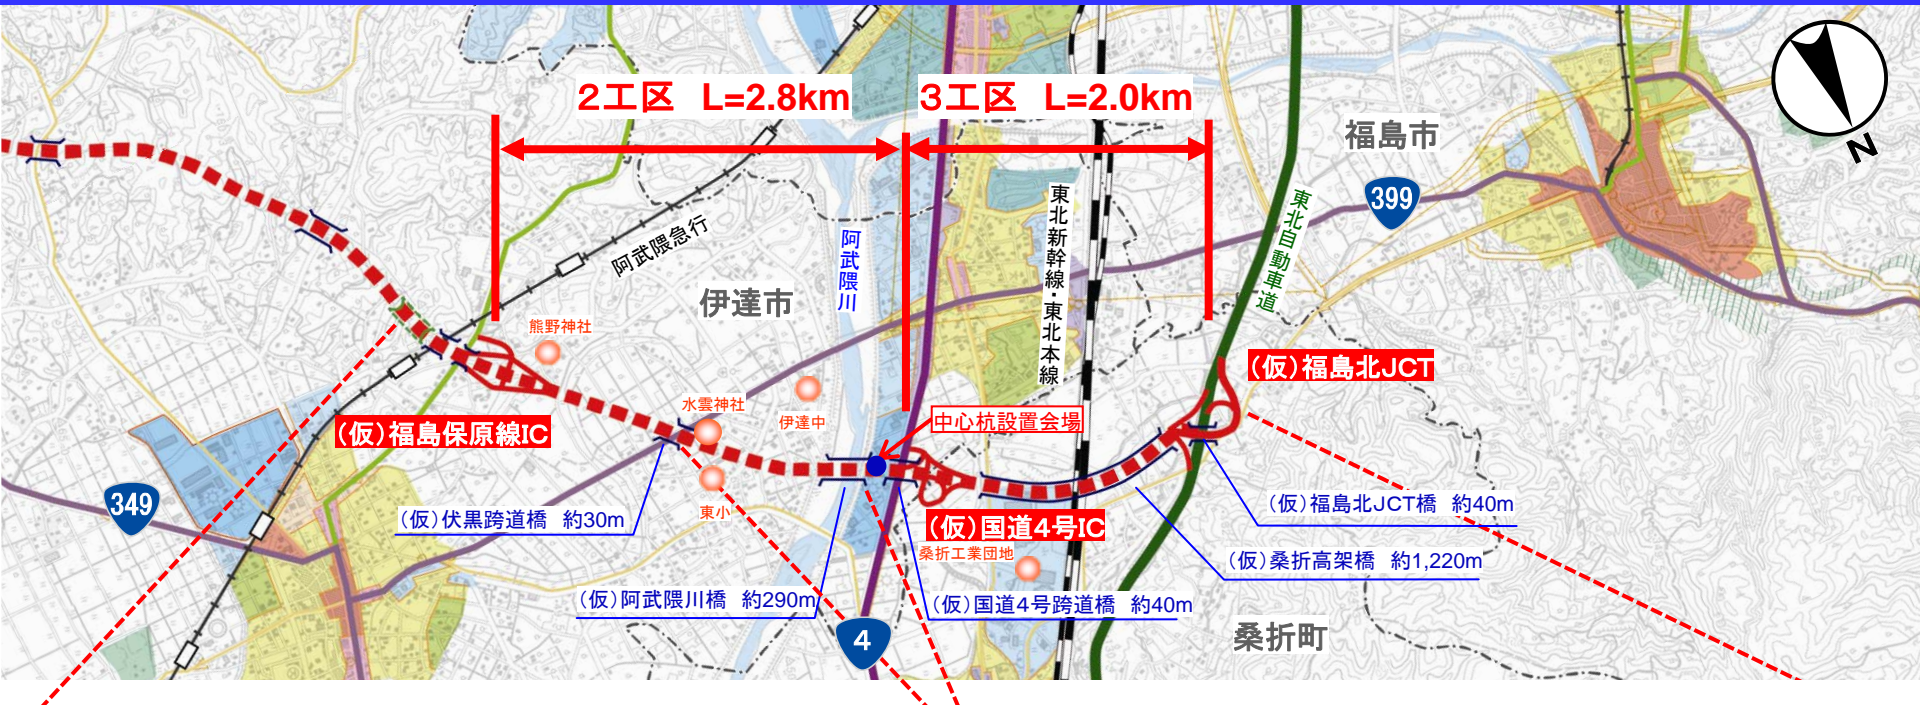 ２工区　L=2.8km
３工区　L=2.0km
福島市
N
399
東北自動車道
東北新幹線・東北本線
阿武隈急行
阿武隈川
伊達市
熊野神社
(仮)福島北JCT
水雲神社
伊達中
中心杭設置会場
(仮)福島保原線IC
349
東小
(仮)伏黒跨道橋　約30m
(仮)国道4号IC
(仮)福島北JCT橋　約40m
桑折工業団地
(仮)桑折高架橋　約1,220m
(仮)阿武隈川橋　約290m
(仮)国道4号跨道橋　約40m
4
桑折町